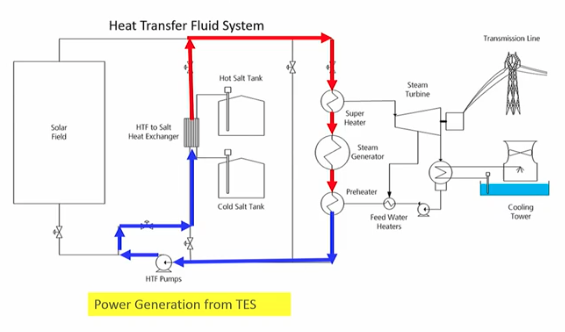 Heat Transfer Fluid System
Transmission Line
Hot Salt Tank
Steam
Turbine
Solar
Field
HTF to Salt
Heat Exchanger
Super
Heater
Steam
Generator
Preheater
Cold Salt Tank
Feed Water
Heaters
Cooling
Tower
HTF Pumps
Power Generation from TES